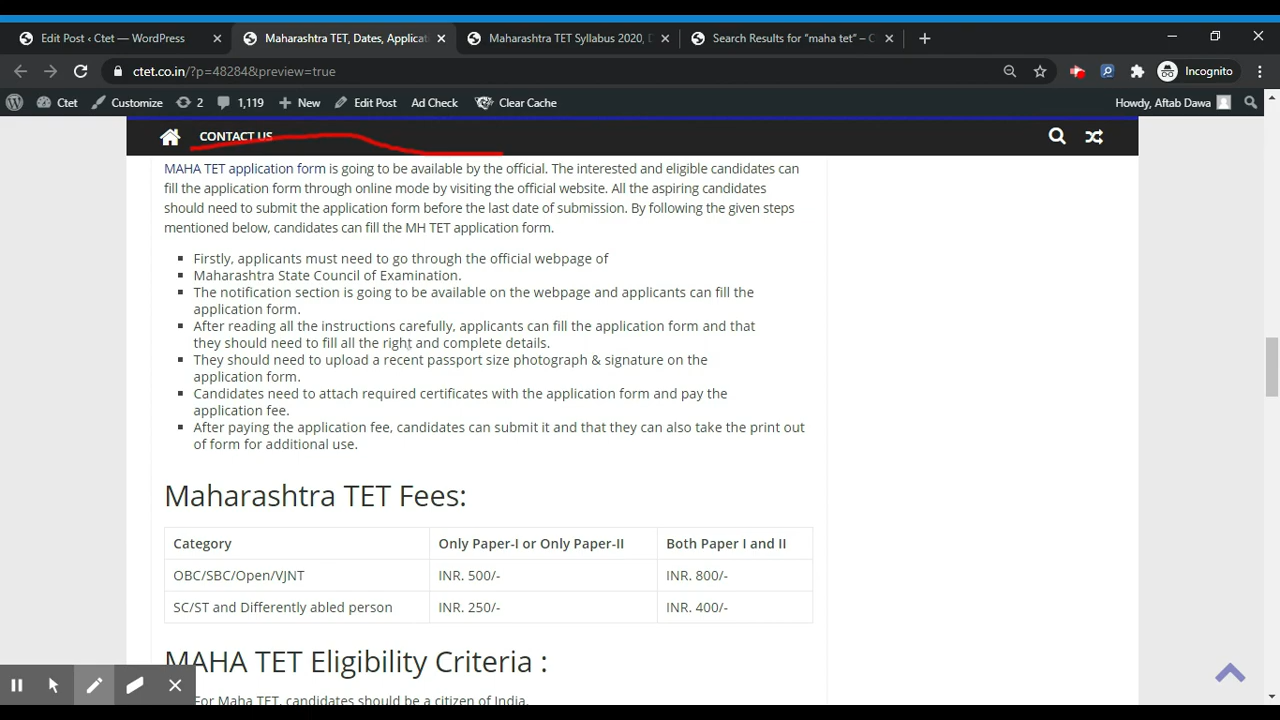 Edit Post ‹ Ctet — WordPress
Maharashtra TET, Dates, Applicat
Maharashtra TET Syllabus 2020, D
Search Results for “maha tet” – C
ctet.co.in/?p=48284&preview=true
Incognito
Ctet Customize 2 1,119 New Edit Post Ad Check Clear Cache Howdy, Aftab Dawa
CONTACT US
MAHA TET application form is going to be available by the official. The interested and eligible candidates can
fill the application form through online mode by visiting the official website. All the aspiring candidates
should need to submit the application form before the last date of submission. By following the given steps
mentioned below, candidates can fill the MH TET application form.
Firstly, applicants must need to go through the official webpage of
Maharashtra State Council of Examination.
The notification section is going to be available on the webpage and applicants can fill the
application form.
After reading all the instructions carefully, applicants can fill the application form and that
they should need to fill all the right and complete details.
They should need to upload a recent passport size photograph & signature on the
application form.
Candidates need to attach required certificates with the application form and pay the
application fee.
After paying the application fee, candidates can submit it and that they can also take the print out
of form for additional use.
Maharashtra TET Fees:
Category Only Paper-I or Only Paper-II Both Paper I and II
OBC/SBC/Open/VJNT INR. 500/- INR. 800/-
SC/ST and Differently abled person INR. 250/- INR. 400/-
MAHA TET Eligibility Criteria :
For Maha TET, candidates should be a citizen of India.